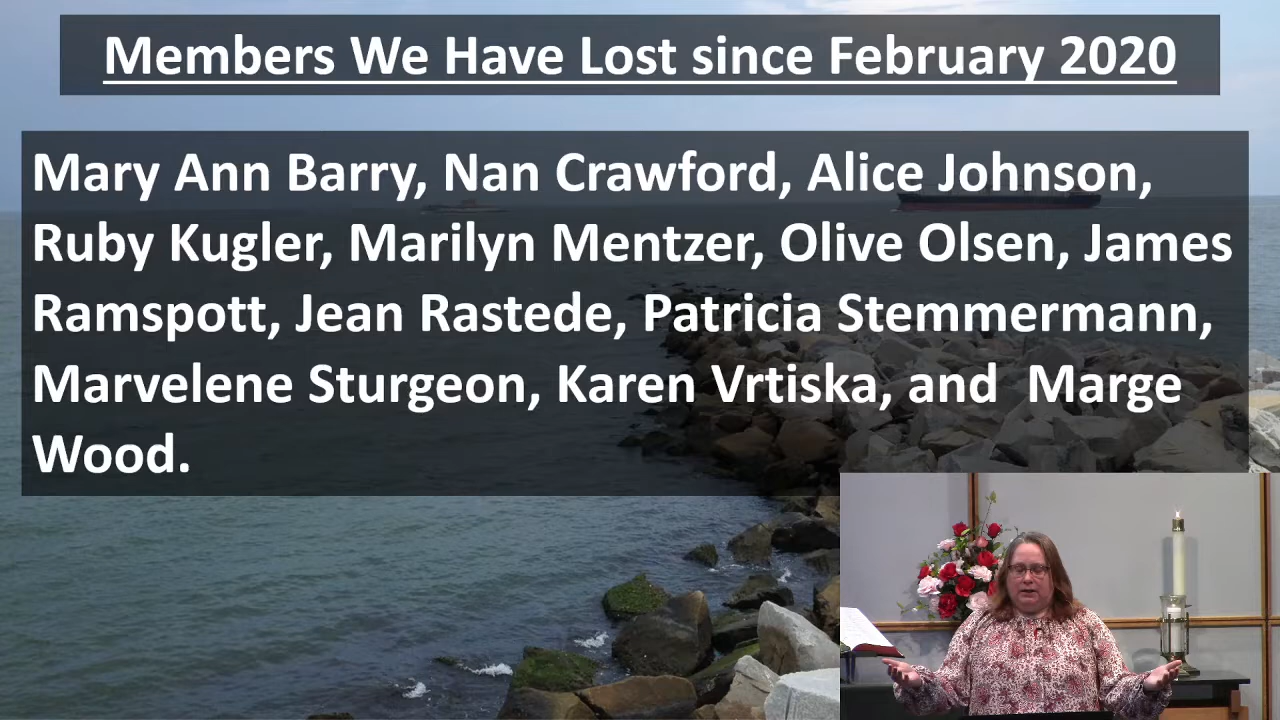 Members We Have Lost since February 2020
Mary Ann Barry, Nan Crawford, Alice Johnson,
Ruby Kugler, Marilyn Mentzer, Olive Olsen, James
Ramspott, Jean Rastede, Patricia Stemmermann,
Marvelene Sturgeon, Karen Vrtiska, and  Marge
Wood.